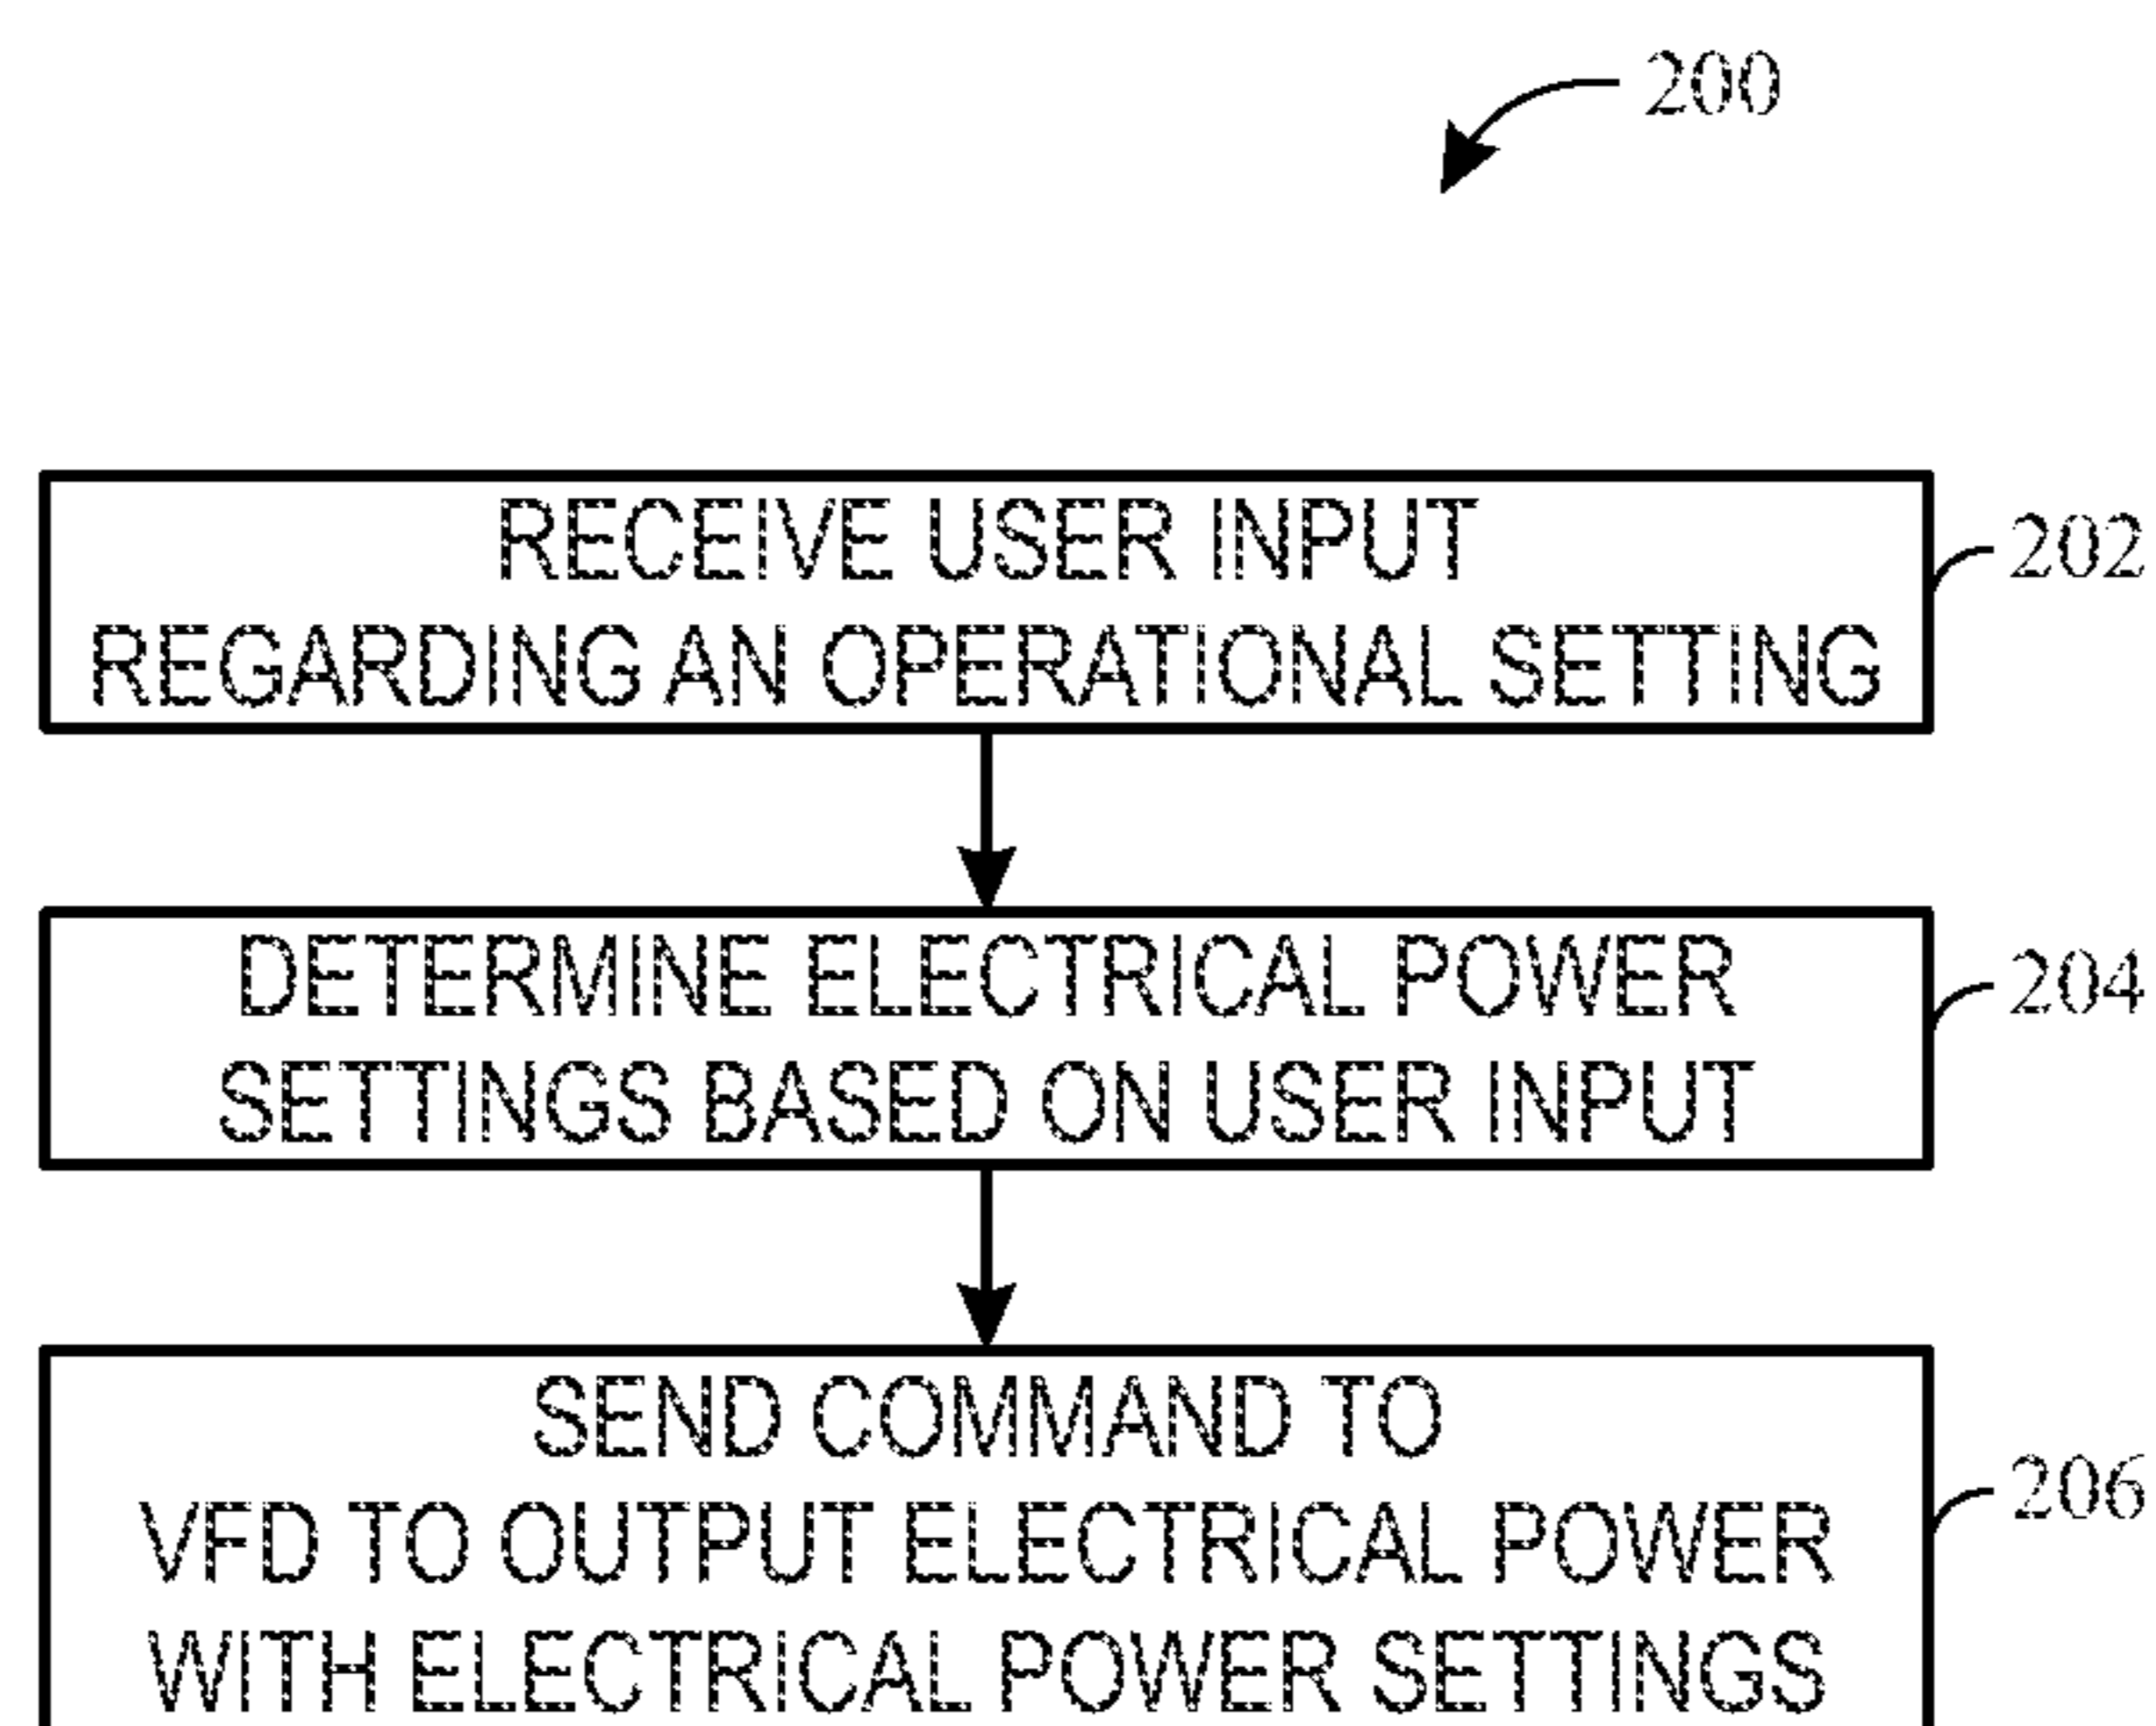 200
RECEIVE USER INPUT
REGARDING AN OPERATIONAL SETTING
202
DETERMINE ELECTRICAL POWER
SETTINGS BASED ON USER INPUT
204
SEND COMMAND TO
VFD TO OUTPUT ELECTRICAL POWER
WITH ELECTRICAL POWER SETTINGS
206